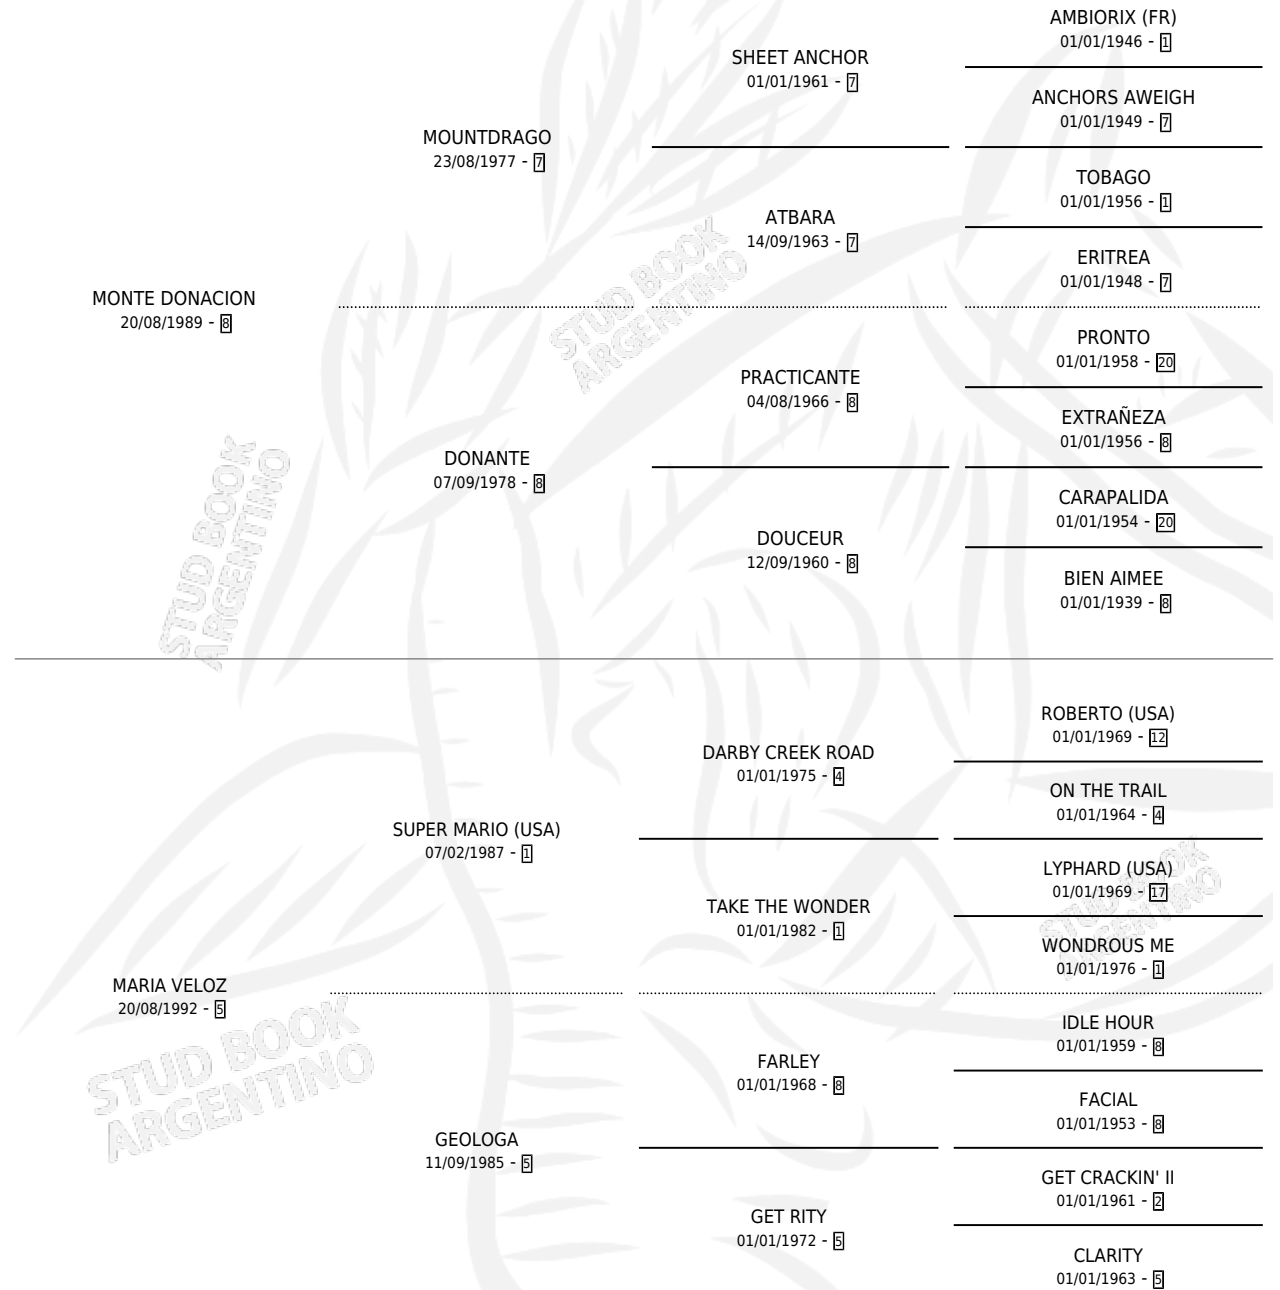 AMBIORIX (FR)
01/01/1946 - 1
SHEET ANCHOR
01/01/1961 - 7
ANCHORS AWEIGH
01/01/1949 - 7
MOUNTDRAGO
23/08/1977 - 7
TOBAGO
01/01/1956 - 1
ATBARA
14/09/1963 - 7
ERITREA
01/01/1948 - 7
MONTE DONACION
20/08/1989 - 8
PRONTO
01/01/1958 - 20
PRACTICANTE
04/08/1966 - 8
EXTRAÑEZA
01/01/1956 - 8
DONANTE
07/09/1978 - 8
CARAPALIDA
01/01/1954 - 20
DOUCEUR
12/09/1960 - 8
BIEN AIMEE
01/01/1939 - 8
ROBERTO (USA)
01/01/1969 - 12
DARBY CREEK ROAD
01/01/1975 - 4
ON THE TRAIL
01/01/1964 - 4
SUPER MARIO (USA)
07/02/1987 - 1
LYPHARD (USA)
01/01/1969 - 17
TAKE THE WONDER
01/01/1982 - 1
WONDROUS ME
01/01/1976 - 1
MARIA VELOZ
20/08/1992 - 5
IDLE HOUR
01/01/1959 - 8
FARLEY
01/01/1968 - 8
FACIAL
01/01/1953 - 8
GEOLOGA
11/09/1985 - 5
GET CRACKIN' II
01/01/1961 - 2
GET RITY
01/01/1972 - 5
CLARITY
01/01/1963 - 5
STUD BOOK
ARGENTINO
STUD BOOK
ARGENTINO
STUD BOOK
ARGENTINO
STUD BOOK
ARGENTINO